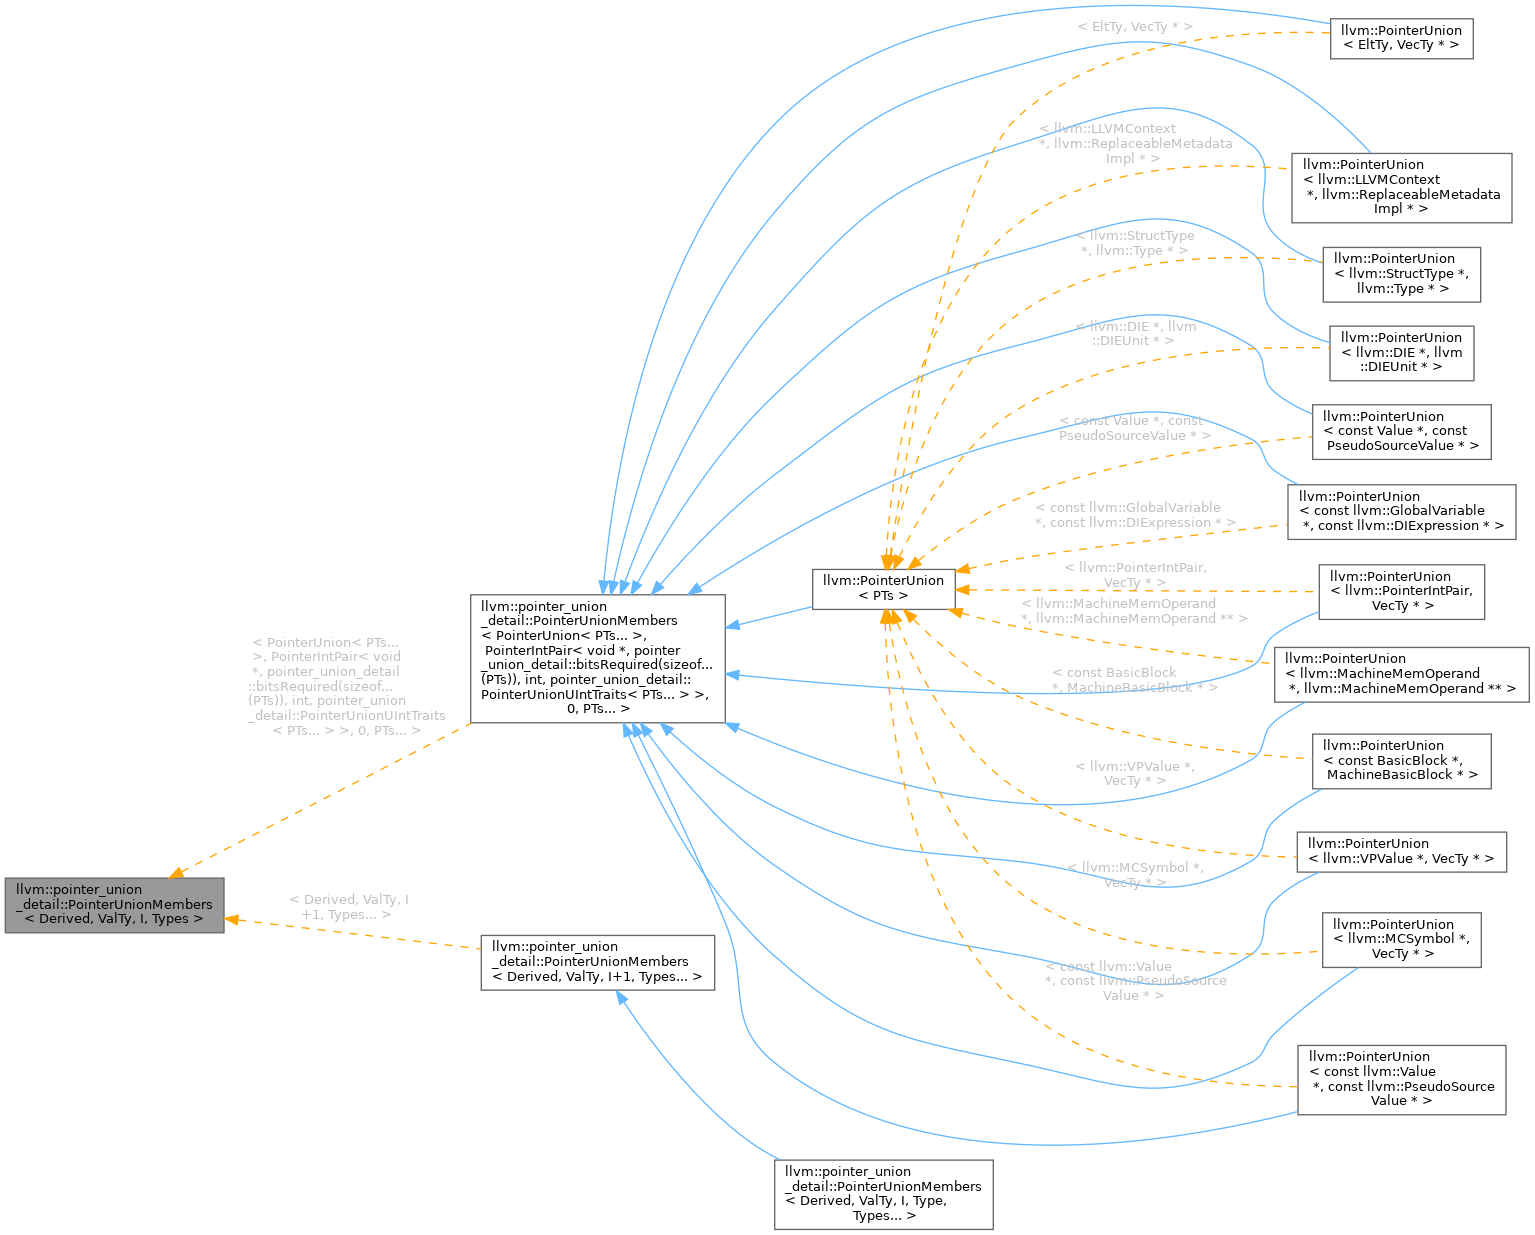 llvm::pointer_union
_detail::PointerUnionMembers
< Derived, ValTy, I, Types >
< PointerUnion< PTs...
>, PointerIntPair< void
*, pointer_union_detail
::bitsRequired(sizeof...
(PTs)), int, pointer_union
_detail::PointerUnionUIntTraits
< PTs... > >, 0, PTs... >
< Derived, ValTy, I
+1, Types... >
llvm::pointer_union
_detail::PointerUnionMembers
< PointerUnion< PTs... >,
PointerIntPair< void *, pointer
_union_detail::bitsRequired(sizeof...
(PTs)), int, pointer_union_detail::
PointerUnionUIntTraits< PTs... > >,
0, PTs... >
llvm::pointer_union
_detail::PointerUnionMembers
< Derived, ValTy, I+1, Types... >
llvm::pointer_union
_detail::PointerUnionMembers
< Derived, ValTy, I, Type,
Types... >
llvm::PointerUnion
< PTs >
< EltTy, VecTy * >
< llvm::LLVMContext
*, llvm::ReplaceableMetadata
Impl * >
< llvm::StructType
*, llvm::Type * >
< llvm::DIE *, llvm
::DIEUnit * >
< const Value *, const
PseudoSourceValue * >
< const llvm::GlobalVariable
*, const llvm::DIExpression * >
< llvm::PointerIntPair,
VecTy * >
< llvm::MachineMemOperand
*, llvm::MachineMemOperand ** >
< const BasicBlock
*, MachineBasicBlock * >
< llvm::VPValue *,
VecTy * >
< llvm::MCSymbol *,
VecTy * >
< const llvm::Value
*, const llvm::PseudoSource
Value * >
llvm::PointerUnion
< EltTy, VecTy * >
llvm::PointerUnion
< llvm::LLVMContext
*, llvm::ReplaceableMetadata
Impl * >
llvm::PointerUnion
< llvm::StructType *,
llvm::Type * >
llvm::PointerUnion
< llvm::DIE *, llvm
::DIEUnit * >
llvm::PointerUnion
< const Value *, const
PseudoSourceValue * >
llvm::PointerUnion
< const llvm::GlobalVariable
*, const llvm::DIExpression * >
llvm::PointerUnion
< llvm::PointerIntPair,
VecTy * >
llvm::PointerUnion
< llvm::MachineMemOperand
*, llvm::MachineMemOperand ** >
llvm::PointerUnion
< const BasicBlock *,
MachineBasicBlock * >
llvm::PointerUnion
< llvm::VPValue *, VecTy * >
llvm::PointerUnion
< llvm::MCSymbol *,
VecTy * >
llvm::PointerUnion
< const llvm::Value
*, const llvm::PseudoSource
Value * >